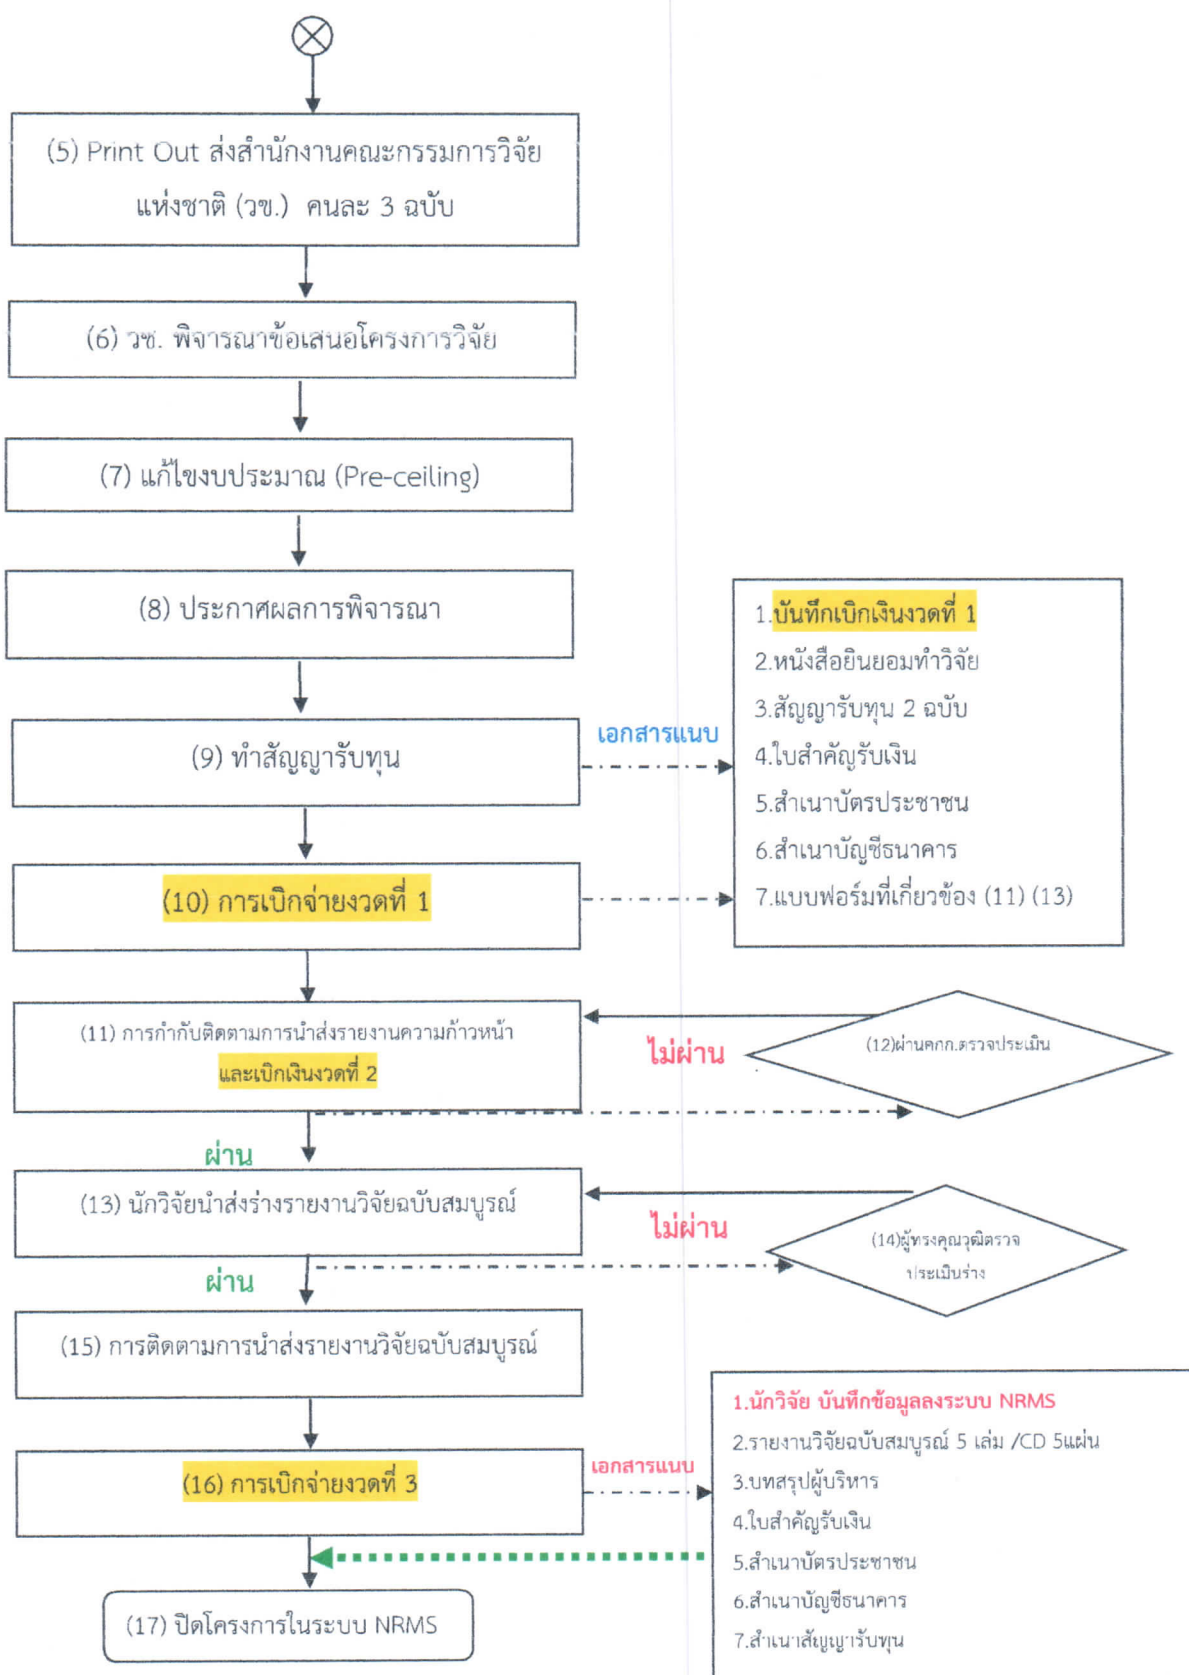 (5) Print Out ส่งสำนักงานคณะกรรมการวิจัย
แห่งชาติ (วช.) คนละ 3 ฉบับ
(6) วช. พิจารณาข้อเสนอโครงการวิจัย
(7) แก้ไขงบประมาณ (Pre-ceiling)
(8) ประกาศผลการพิจารณา
(9) ทำสัญญารับทุน
เอกสารแนบ
1.บันทึกเบิกเงินงวดที่ 1
2.หนังสือยินยอมทำวิจัย
3.สัญญารับทุน 2 ฉบับ
4.ใบสำคัญรับเงิน
5.สำเนาบัตรประชาชน
6.สำเนาบัญชีธนาคาร
7.แบบฟอร์มที่เกี่ยวข้อง (11) (13)
(10) การเบิกจ่ายงวดที่ 1
(11) การกำกับติดตามการนำส่งรายงานความก้าวหน้า
และเบิกเงินงวดที่ 2
ไม่ผ่าน
(12)ผ่านคกก.ตรวจประเมิน
ผ่าน
(13) นักวิจัยนำส่งร่างรายงานวิจัยฉบับสมบูรณ์
ไม่ผ่าน
(14)ผู้ทรงคุณวุฒิตรวจ
ประเมินร่าง
ผ่าน
(15) การติดตามการนำส่งรายงานวิจัยฉบับสมบูรณ์
(16) การเบิกจ่ายงวดที่ 3
เอกสารแนบ
1.นักวิจัย บันทึกข้อมูลลงระบบ NRMS
2.รายงานวิจัยฉบับสมบูรณ์ 5 เล่ม /CD 5แผ่น
3.บทสรุปผู้บริหาร
4.ใบสำคัญรับเงิน
5.สำเนาบัตรประชาชน
6.สำเนาบัญชีธนาคาร
7.สำเนาสัญญารับทุน
(17) ปิดโครงการในระบบ NRMS